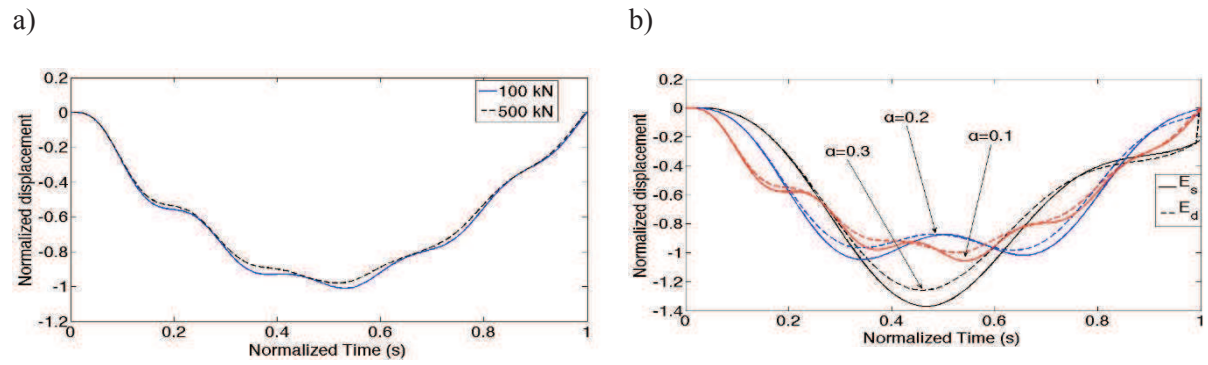 a)
0.2
0
-0.2
-0.4
-0.6
-0.8
-1
-1.2
Normalized displacement
100 kN
500 kN
0 0.2 0.4 0.6 0.8 1
Normalized Time (s)
b)
0.2
0
-0.2
-0.4
-0.6
-0.8
-1
-1.2
-1.4
Normalized displacement
α=0.2
α=0.3
α=0.1
E_s
E_d
0 0.2 0.4 0.6 0.8 1
Normalized Time (s)